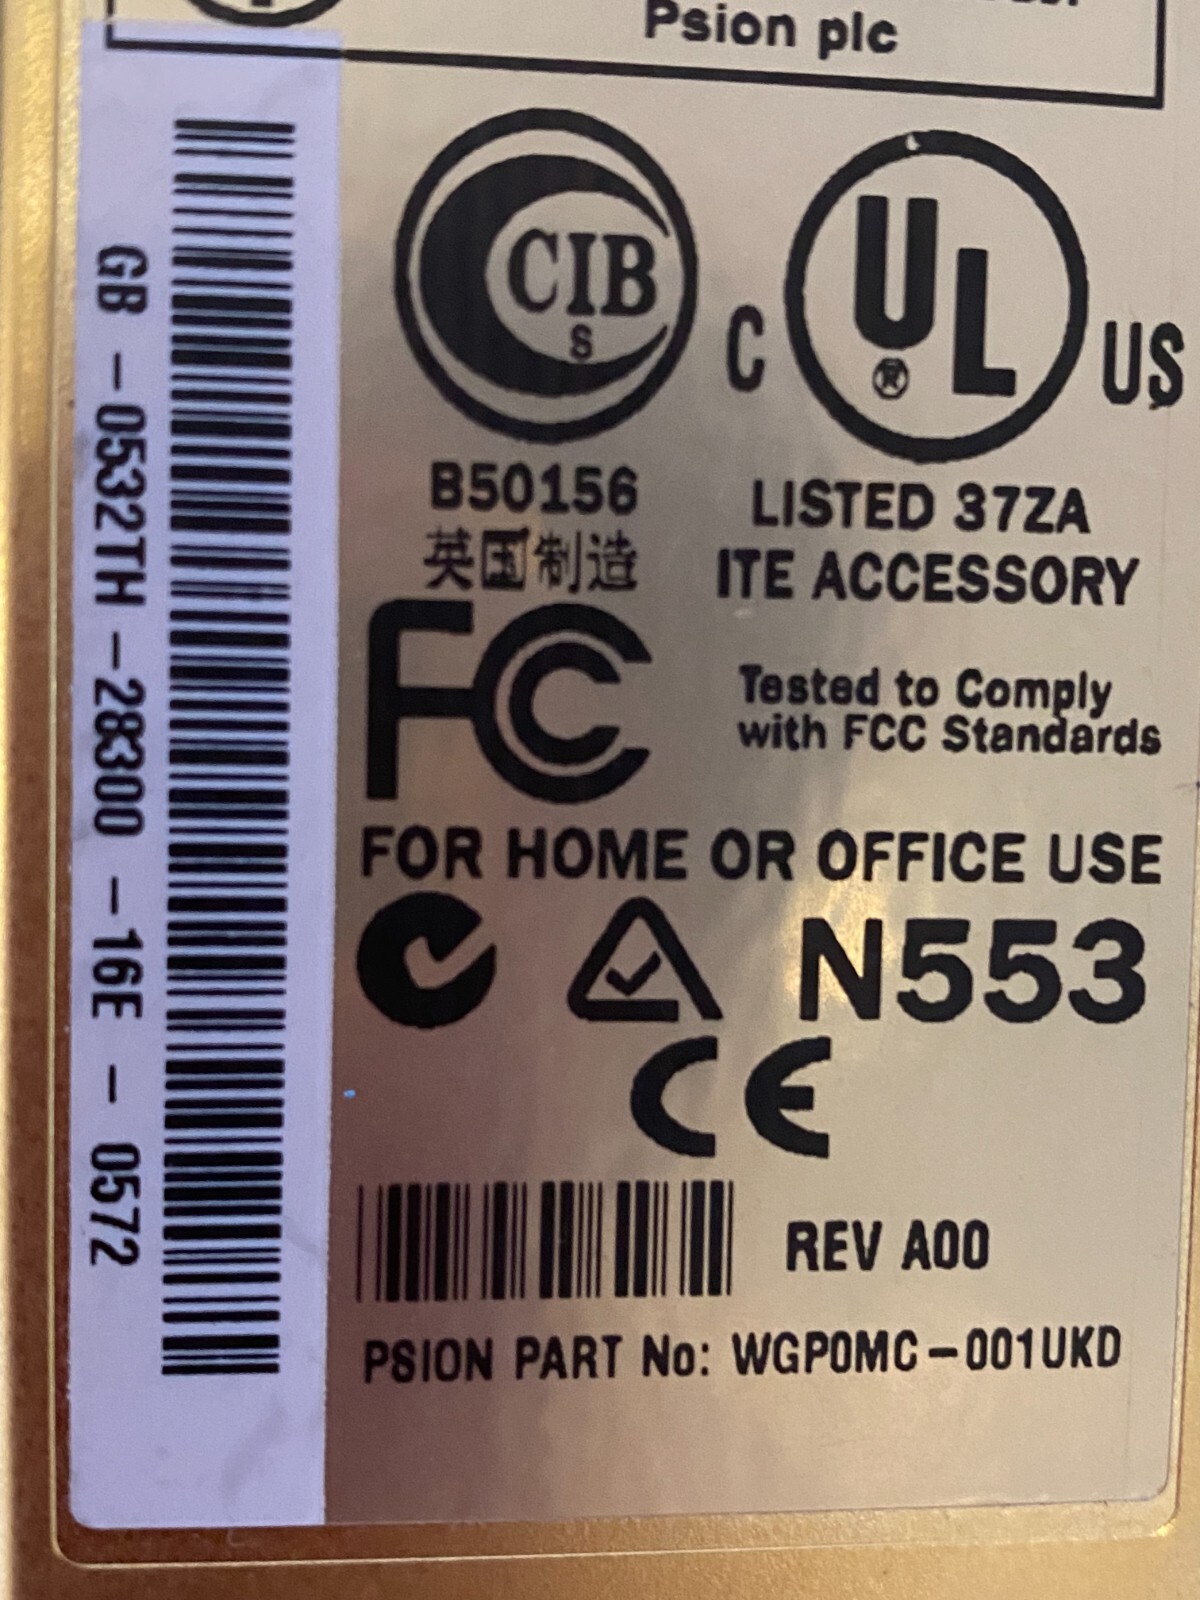 Psion plc
CIB
S
C UL US
®
B50156
英国制造
LISTED 37ZA
ITE ACCESSORY
FC
Tested to Comply
with FCC Standards
FOR HOME OR OFFICE USE
N553
CE
REV A00
PSION PART No: WGP0MC-001UKD
GB -0532TH -28300 -16E - 0572